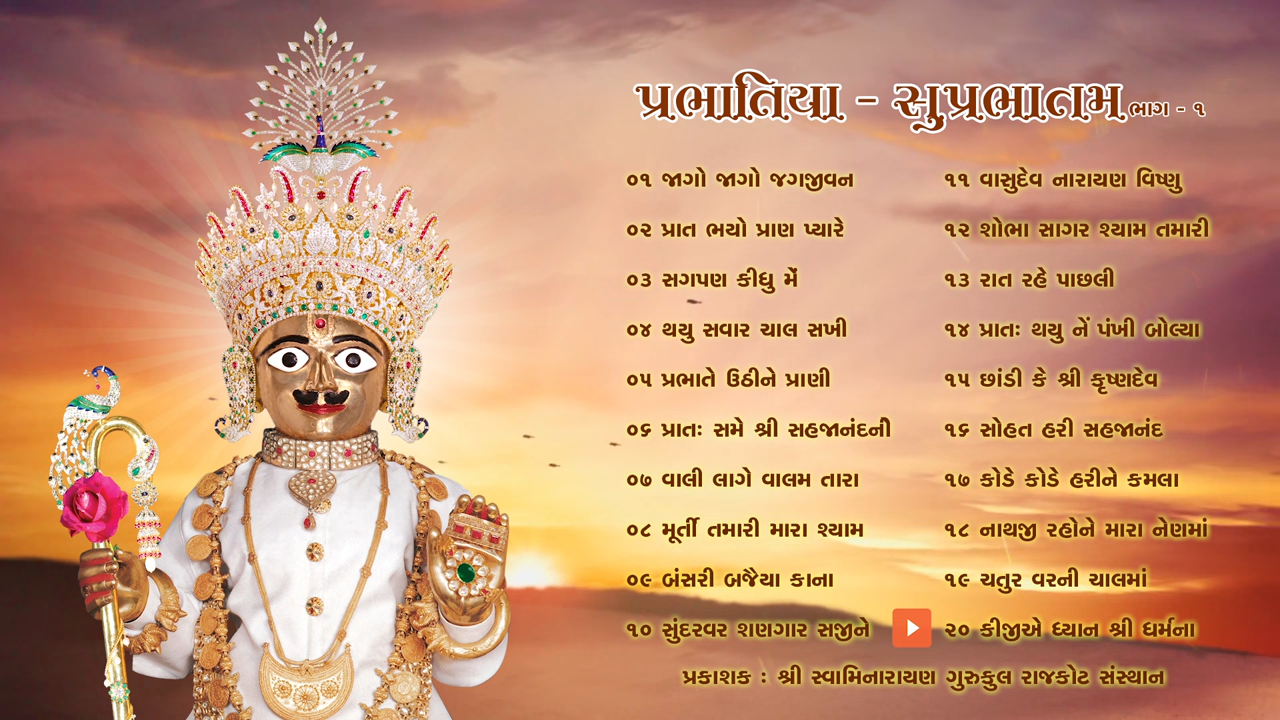 પ્રભાતિયા - સુપ્રભાતમ ભાગ - ૧
૦૧ જાગો જાગો જગજીવન
૦૨ પ્રાત ભયો પ્રાણ પ્યારે
૦૩ સગપણ કીધુ મેં
૦૪ થયુ સવાર ચાલ સખી
૦૫ પ્રભાતે ઉઠીને પ્રાણી
૦૬ પ્રાતઃ સમે શ્રી સહજાનંદની
૦૭ વાલી લાગે વાલમ તારા
૦૮ મૂર્તી તમારી મારા શ્યામ
૦૯ બંસરી બજૈયા કાના
૧૦ સુંદરવર શણગાર સજીને
૧૧ વાસુદેવ નારાયણ વિષ્ણુ
૧૨ શોભા સાગર શ્યામ તમારી
૧૩ રાત રહે પાછલી
૧૪ પ્રાતઃ થયુ નેં પંખી બોલ્યા
૧૫ છાંડી કે શ્રી કૃષ્ણદેવ
૧૬ સોહત હરી સહજાનંદ
૧૭ કોડે કોડે હરીને કમલા
૧૮ નાથજી રહોને મારા નેણમાં
૧૯ ચતુર વરની ચાલમાં
૨૦ કીજીએ ધ્યાન શ્રી ધર્મના
પ્રકાશક : શ્રી સ્વામિનારાયણ ગુરુકુલ રાજકોટ સંસ્થાન